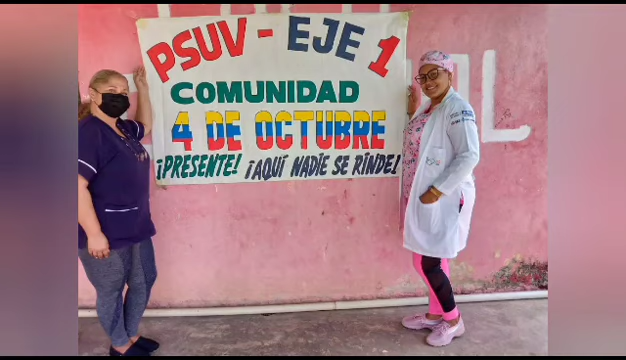 PSUV - EJE 1
COMUNIDAD
4 DE OCTUBRE
¡PRESENTE! ¡AQUÍ NADIE SE RINDE!